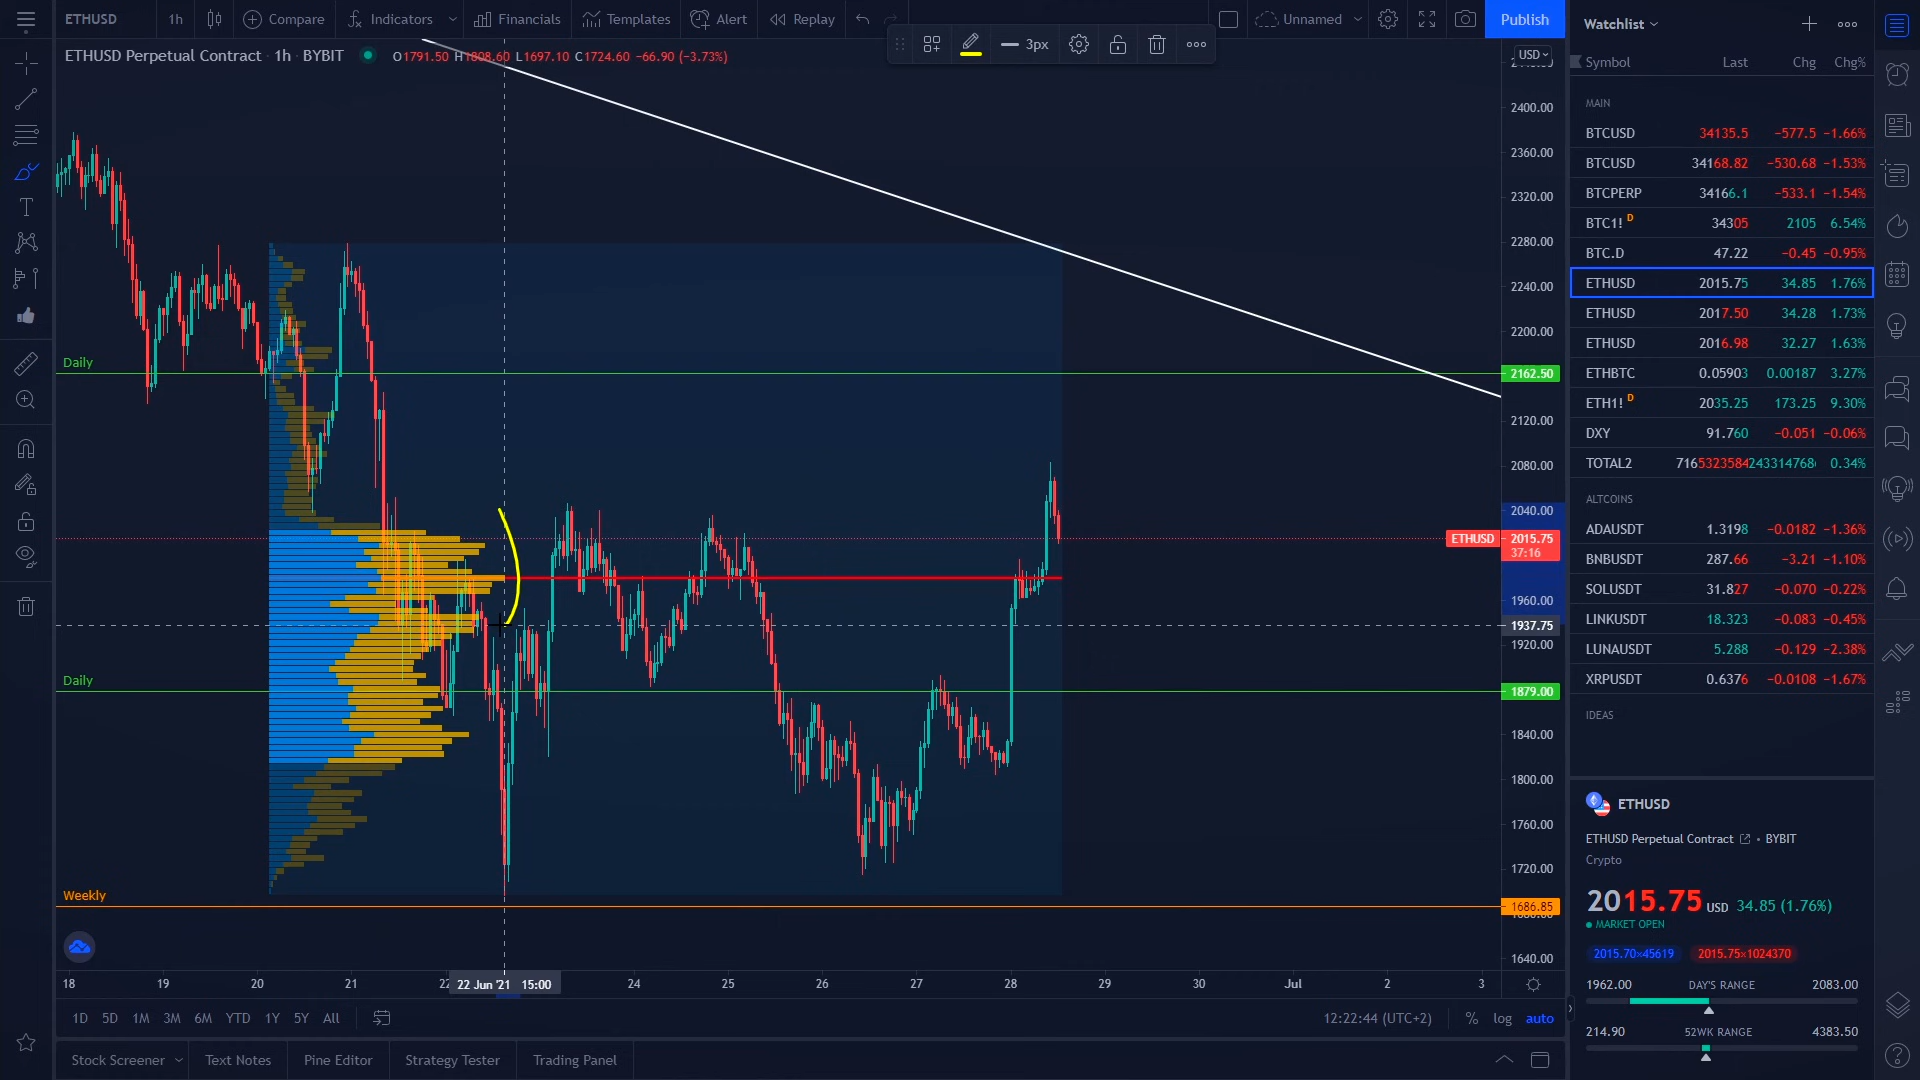 ETHUSD 1h Compare Indicators Financials Templates Alert Replay Unnamed Publish
3px
ETHUSD Perpetual Contract · 1h · BYBIT O1791.50 H1808.60 L1697.10 C1724.60 −66.90 (−3.73%)
USD
2400.00
2360.00
2320.00
2280.00
2240.00
2200.00
Daily 2162.50
2120.00
2080.00
2040.00
ETHUSD 2015.75
37:16
1960.00
1937.75
1920.00
Daily 1879.00
1840.00
1800.00
1760.00
1720.00
Weekly 1686.85
1640.00
18 19 20 21 22 Jun '21 15:00 24 25 26 27 28 29 30 Jul 2 3
1D 5D 1M 3M 6M YTD 1Y 5Y All 12:22:44 (UTC+2) % log auto
Stock Screener Text Notes Pine Editor Strategy Tester Trading Panel
Watchlist
Symbol Last Chg Chg%
MAIN
BTCUSD 34135.5 −577.5 −1.66%
BTCUSD 34168.82 −530.68 −1.53%
BTCPERP 34166.1 −533.1 −1.54%
BTC1! D 34305 2105 6.54%
BTC.D 47.22 −0.45 −0.95%
ETHUSD 2015.75 34.85 1.76%
ETHUSD 2017.50 34.28 1.73%
ETHUSD 2016.98 32.27 1.63%
ETHBTC 0.05903 0.00187 3.27%
ETH1! D 2035.25 173.25 9.30%
DXY 91.760 −0.051 −0.06%
TOTAL2 0.34%
ALTCOINS
ADAUSDT 1.3198 −0.0182 −1.36%
BNBUSDT 287.66 −3.21 −1.10%
SOLUSDT 31.827 −0.070 −0.22%
LINKUSDT 18.323 −0.083 −0.45%
LUNAUSDT 5.288 −0.129 −2.38%
XRPUSDT 0.6376 −0.0108 −1.67%
IDEAS
ETHUSD
ETHUSD Perpetual Contract • BYBIT
Crypto
2015.75 USD 34.85 (1.76%)
MARKET OPEN
2015.70×45619 2015.75×1024370
1962.00 DAY'S RANGE 2083.00
214.90 52WK RANGE 4383.50